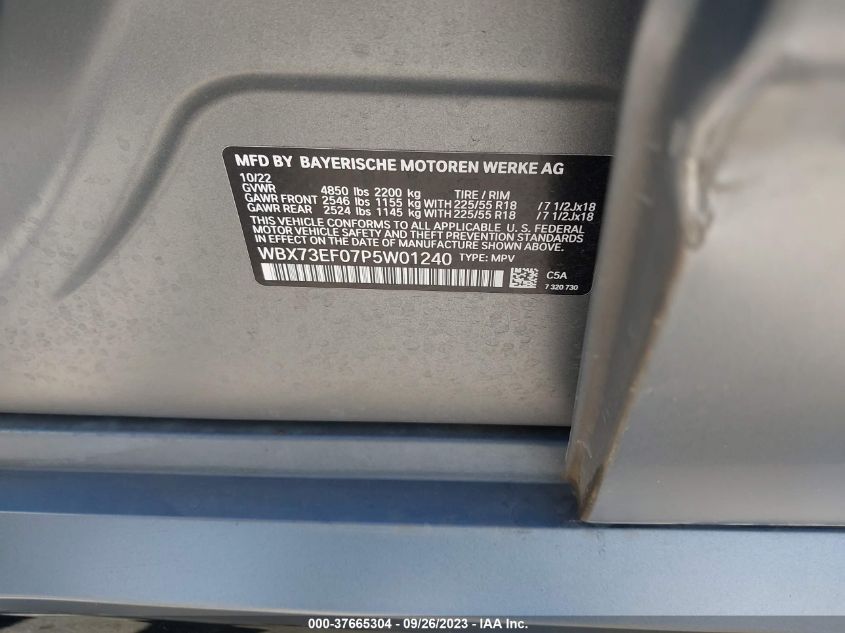 MFD BY BAYERISCHE MOTOREN WERKE AG
10/22
GVWR 4850 lbs 2200 kg TIRE / RIM
GAWR FRONT 2546 lbs 1155 kg WITH 225/55 R18 /7 1/2Jx18
GAWR REAR 2524 lbs 1145 kg WITH 225/55 R18 /7 1/2Jx18
THIS VEHICLE CONFORMS TO ALL APPLICABLE U. S. FEDERAL
MOTOR VEHICLE SAFETY AND THEFT PREVENTION STANDARDS
IN EFFECT ON THE DATE OF MANUFACTURE SHOWN ABOVE.
WBX73EF07P5W01240 TYPE: MPV
C5A
7 320 730
000-37665304 - 09/26/2023 - IAA Inc.